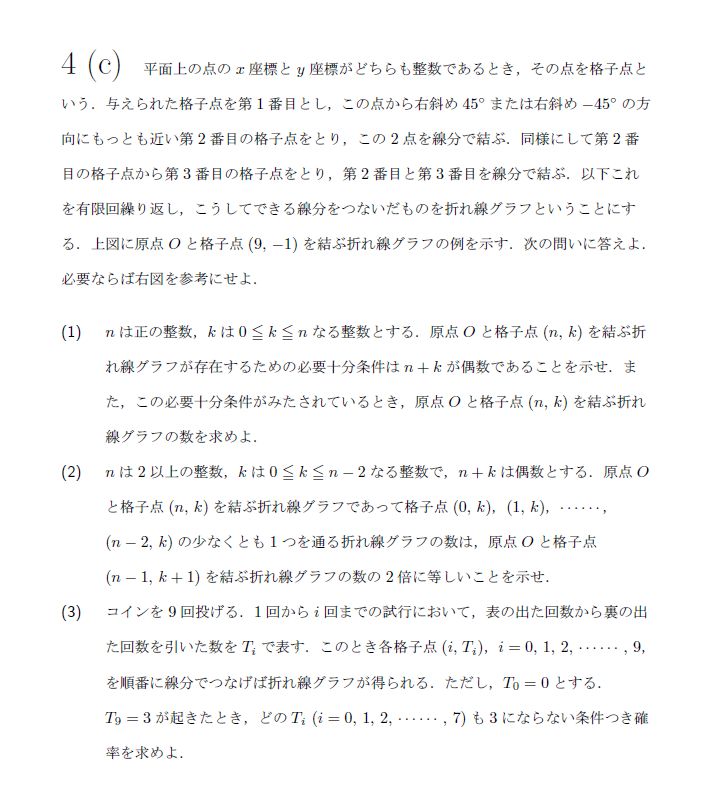 4 (c) 平面上の点の x 座標と y 座標がどちらも整数であるとき，その点を格子点と
いう．与えられた格子点を第 1 番目とし，この点から右斜め 45° または右斜め −45° の方
向にもっとも近い第 2 番目の格子点をとり，この 2 点を線分で結ぶ．同様にして第 2 番
目の格子点から第 3 番目の格子点をとり，第 2 番目と第 3 番目を線分で結ぶ．以下これ
を有限回繰り返し，こうしてできる線分をつないだものを折れ線グラフということにす
る．上図に原点 O と格子点 (9, −1) を結ぶ折れ線グラフの例を示す．次の問いに答えよ．
必要ならば右図を参考にせよ．
(1) n は正の整数，k は 0 ≦ k ≦ n なる整数とする．原点 O と格子点 (n, k) を結ぶ折
れ線グラフが存在するための必要十分条件は n + k が偶数であることを示せ．ま
た，この必要十分条件がみたされているとき，原点 O と格子点 (n, k) を結ぶ折れ
線グラフの数を求めよ．
(2) n は 2 以上の整数，k は 0 ≦ k ≦ n − 2 なる整数で，n + k は偶数とする．原点 O
と格子点 (n, k) を結ぶ折れ線グラフであって格子点 (0, k)，(1, k)，······，
(n − 2, k) の少なくとも 1 つを通る折れ線グラフの数は，原点 O と格子点
(n − 1, k + 1) を結ぶ折れ線グラフの数の 2 倍に等しいことを示せ．
(3) コインを 9 回投げる．1 回から i 回までの試行において，表の出た回数から裏の出
た回数を引いた数を Tᵢ で表す．このとき各格子点 (i, Tᵢ)，i = 0, 1, 2, ······ , 9,
を順番に線分でつなげば折れ線グラフが得られる．ただし，T₀ = 0 とする．
T₉ = 3 が起きたとき，どの Tᵢ (i = 0, 1, 2, ······ , 7) も 3 にならない条件つき確
率を求めよ．